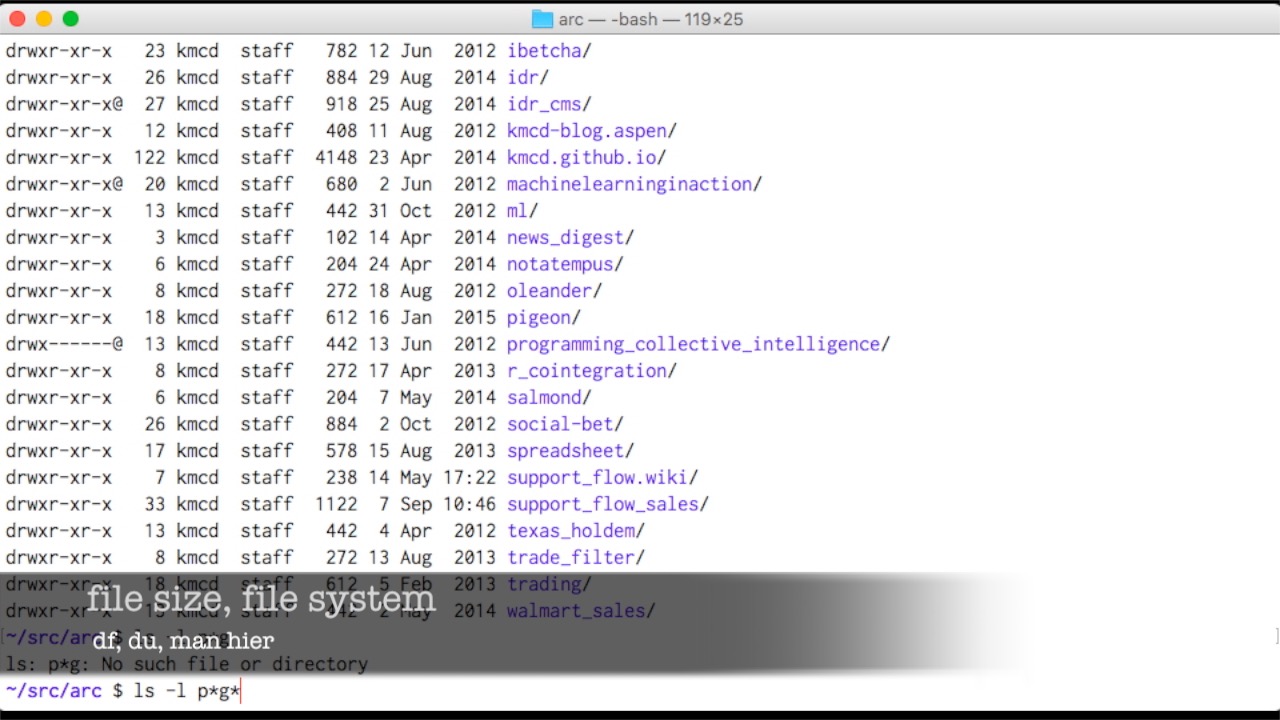 arc — -bash — 119×25
drwxr-xr-x 23 kmcd staff 782 12 Jun 2012 ibetcha/
drwxr-xr-x 26 kmcd staff 884 29 Aug 2014 idr/
drwxr-xr-x@ 27 kmcd staff 918 25 Aug 2014 idr_cms/
drwxr-xr-x 12 kmcd staff 408 11 Aug 2012 kmcd-blog.aspen/
drwxr-xr-x 122 kmcd staff 4148 23 Apr 2014 kmcd.github.io/
drwxr-xr-x@ 20 kmcd staff 680 2 Jun 2012 machinelearninginaction/
drwxr-xr-x 13 kmcd staff 442 31 Oct 2012 ml/
drwxr-xr-x 3 kmcd staff 102 14 Apr 2014 news_digest/
drwxr-xr-x 6 kmcd staff 204 24 Apr 2014 notatempus/
drwxr-xr-x 8 kmcd staff 272 18 Aug 2012 oleander/
drwxr-xr-x 18 kmcd staff 612 16 Jan 2015 pigeon/
drwx------@ 13 kmcd staff 442 13 Jun 2012 programming_collective_intelligence/
drwxr-xr-x 8 kmcd staff 272 17 Apr 2013 r_cointegration/
drwxr-xr-x 6 kmcd staff 204 7 May 2014 salmond/
drwxr-xr-x 26 kmcd staff 884 2 Oct 2012 social-bet/
drwxr-xr-x 17 kmcd staff 578 15 Aug 2013 spreadsheet/
drwxr-xr-x 7 kmcd staff 238 14 May 17:22 support_flow.wiki/
drwxr-xr-x 33 kmcd staff 1122 7 Sep 10:46 support_flow_sales/
drwxr-xr-x 13 kmcd staff 442 4 Apr 2012 texas_holdem/
drwxr-xr-x 8 kmcd staff 272 13 Aug 2013 trade_filter/
drwxr-xr-x 18 kmcd staff 612 5 Feb 2013 trading/
file size, file system
drwxr-xr-x kmcd staff 442 2 May 2014 walmart_sales/
[~/src/arc $ ls -l ]
df, du, man hier
ls: p*g: No such file or directory
~/src/arc $ ls -l p*g*